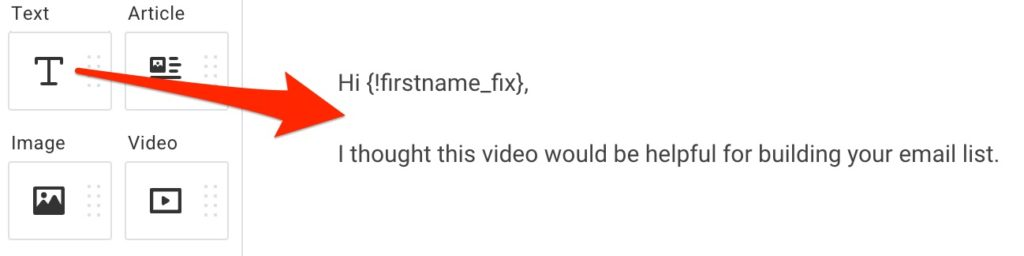 Text
Article
Image
Video
Hi {!firstname_fix},
I thought this video would be helpful for building your email list.